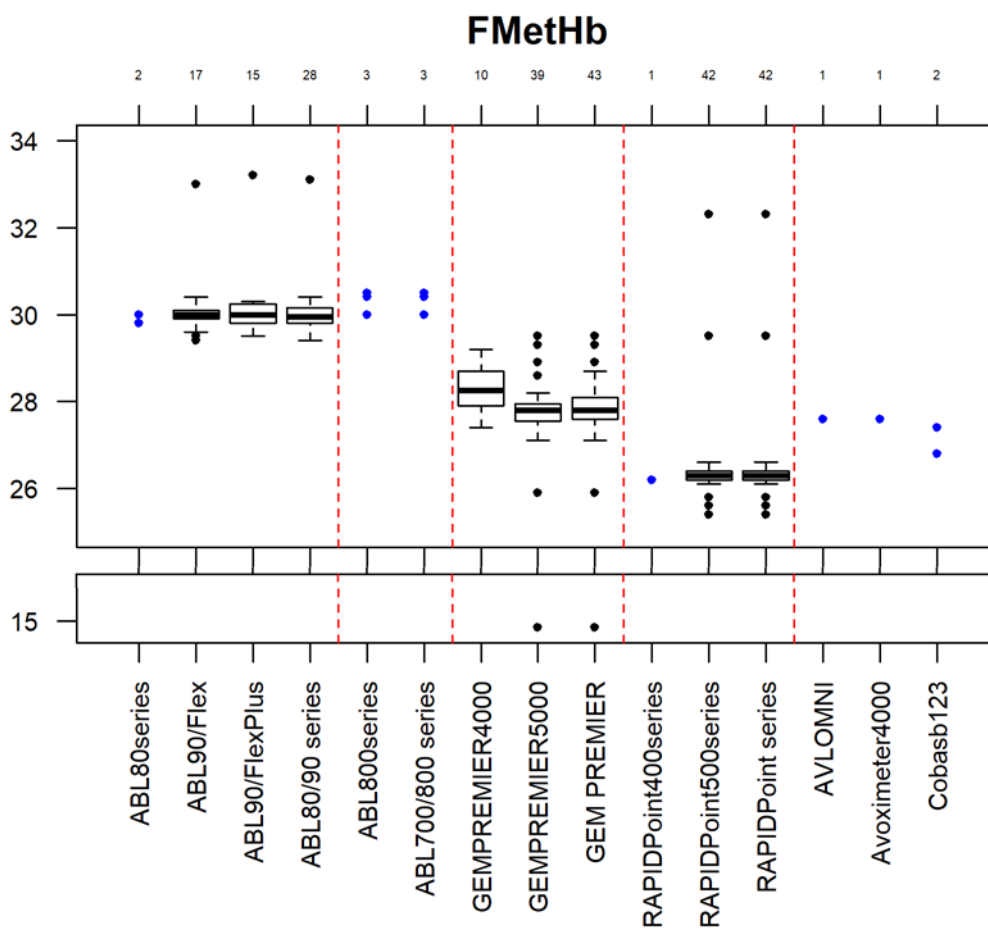 FMetHb
2 17 15 28 3 3 10 39 43 1 42 42 1 1 2
34
32
30
28
26
15
ABL80series
ABL90/Flex
ABL90/FlexPlus
ABL80/90 series
ABL800series
ABL700/800 series
GEMPREMIER4000
GEMPREMIER5000
GEM PREMIER
RAPIDPoint400series
RAPIDPoint500series
RAPIDPoint series
AVLOMNI
Avoximeter4000
Cobasb123